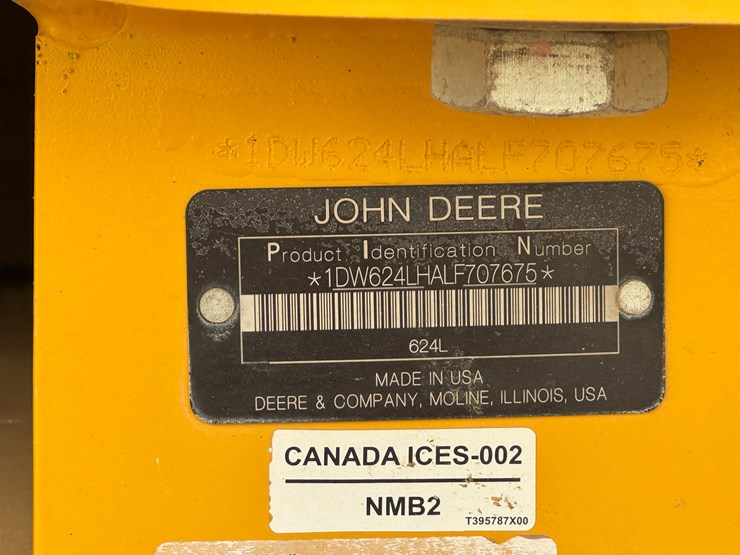 *1DW624LHALF707675*
JOHN DEERE
Product Identification Number
*1DW624LHALF707675*
624L
MADE IN USA
DEERE & COMPANY, MOLINE, ILLINOIS, USA
CANADA ICES-002
NMB2
T395787X00